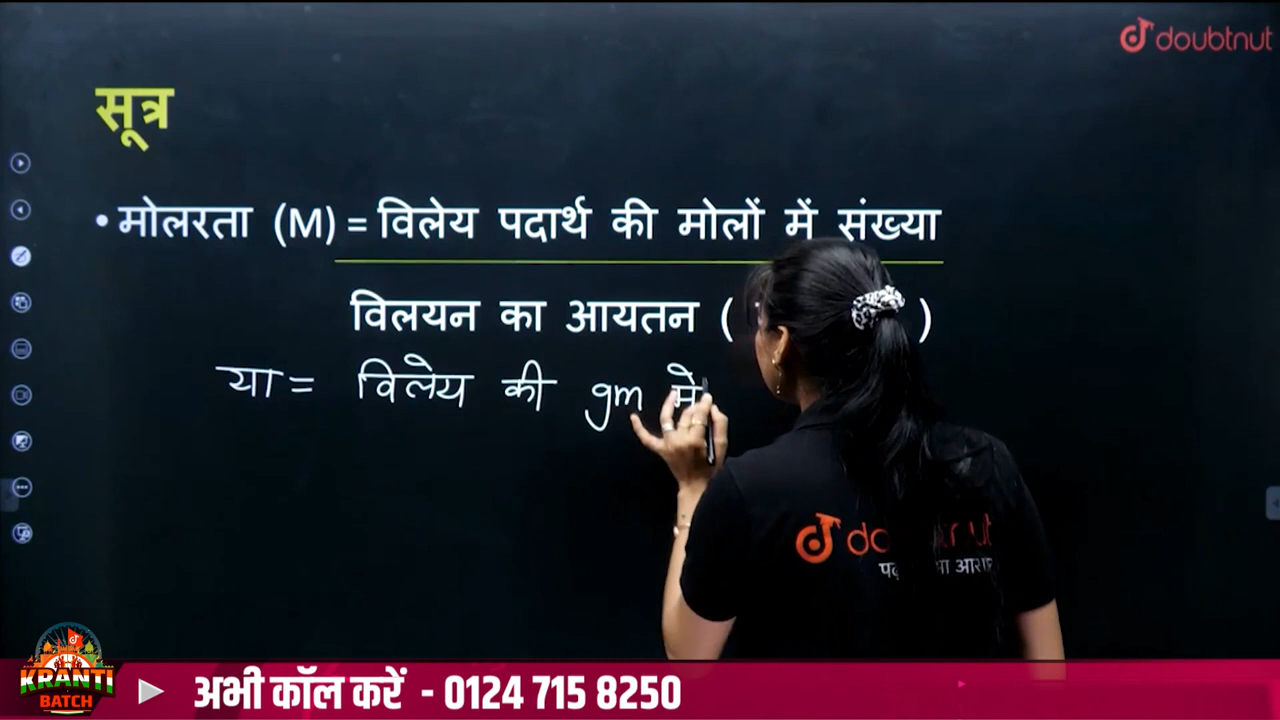 doubtnut
सूत्र
• मोलरता (M) = विलेय पदार्थ की मोलों में संख्या
विलयन का आयतन ( )
या = विलेय की gm में
KRANTI
BATCH
अभी कॉल करें - 0124 715 8250